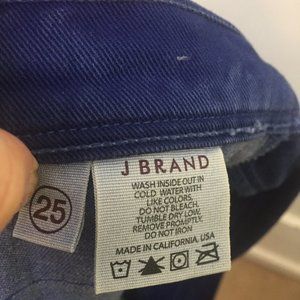 J BRAND
WASH INSIDE OUT IN
COLD WATER WITH
LIKE COLORS,
DO NOT BLEACH,
TUMBLE DRY LOW,
REMOVE PROMPTLY,
DO NOT IRON
MADE IN CALIFORNIA, USA
25